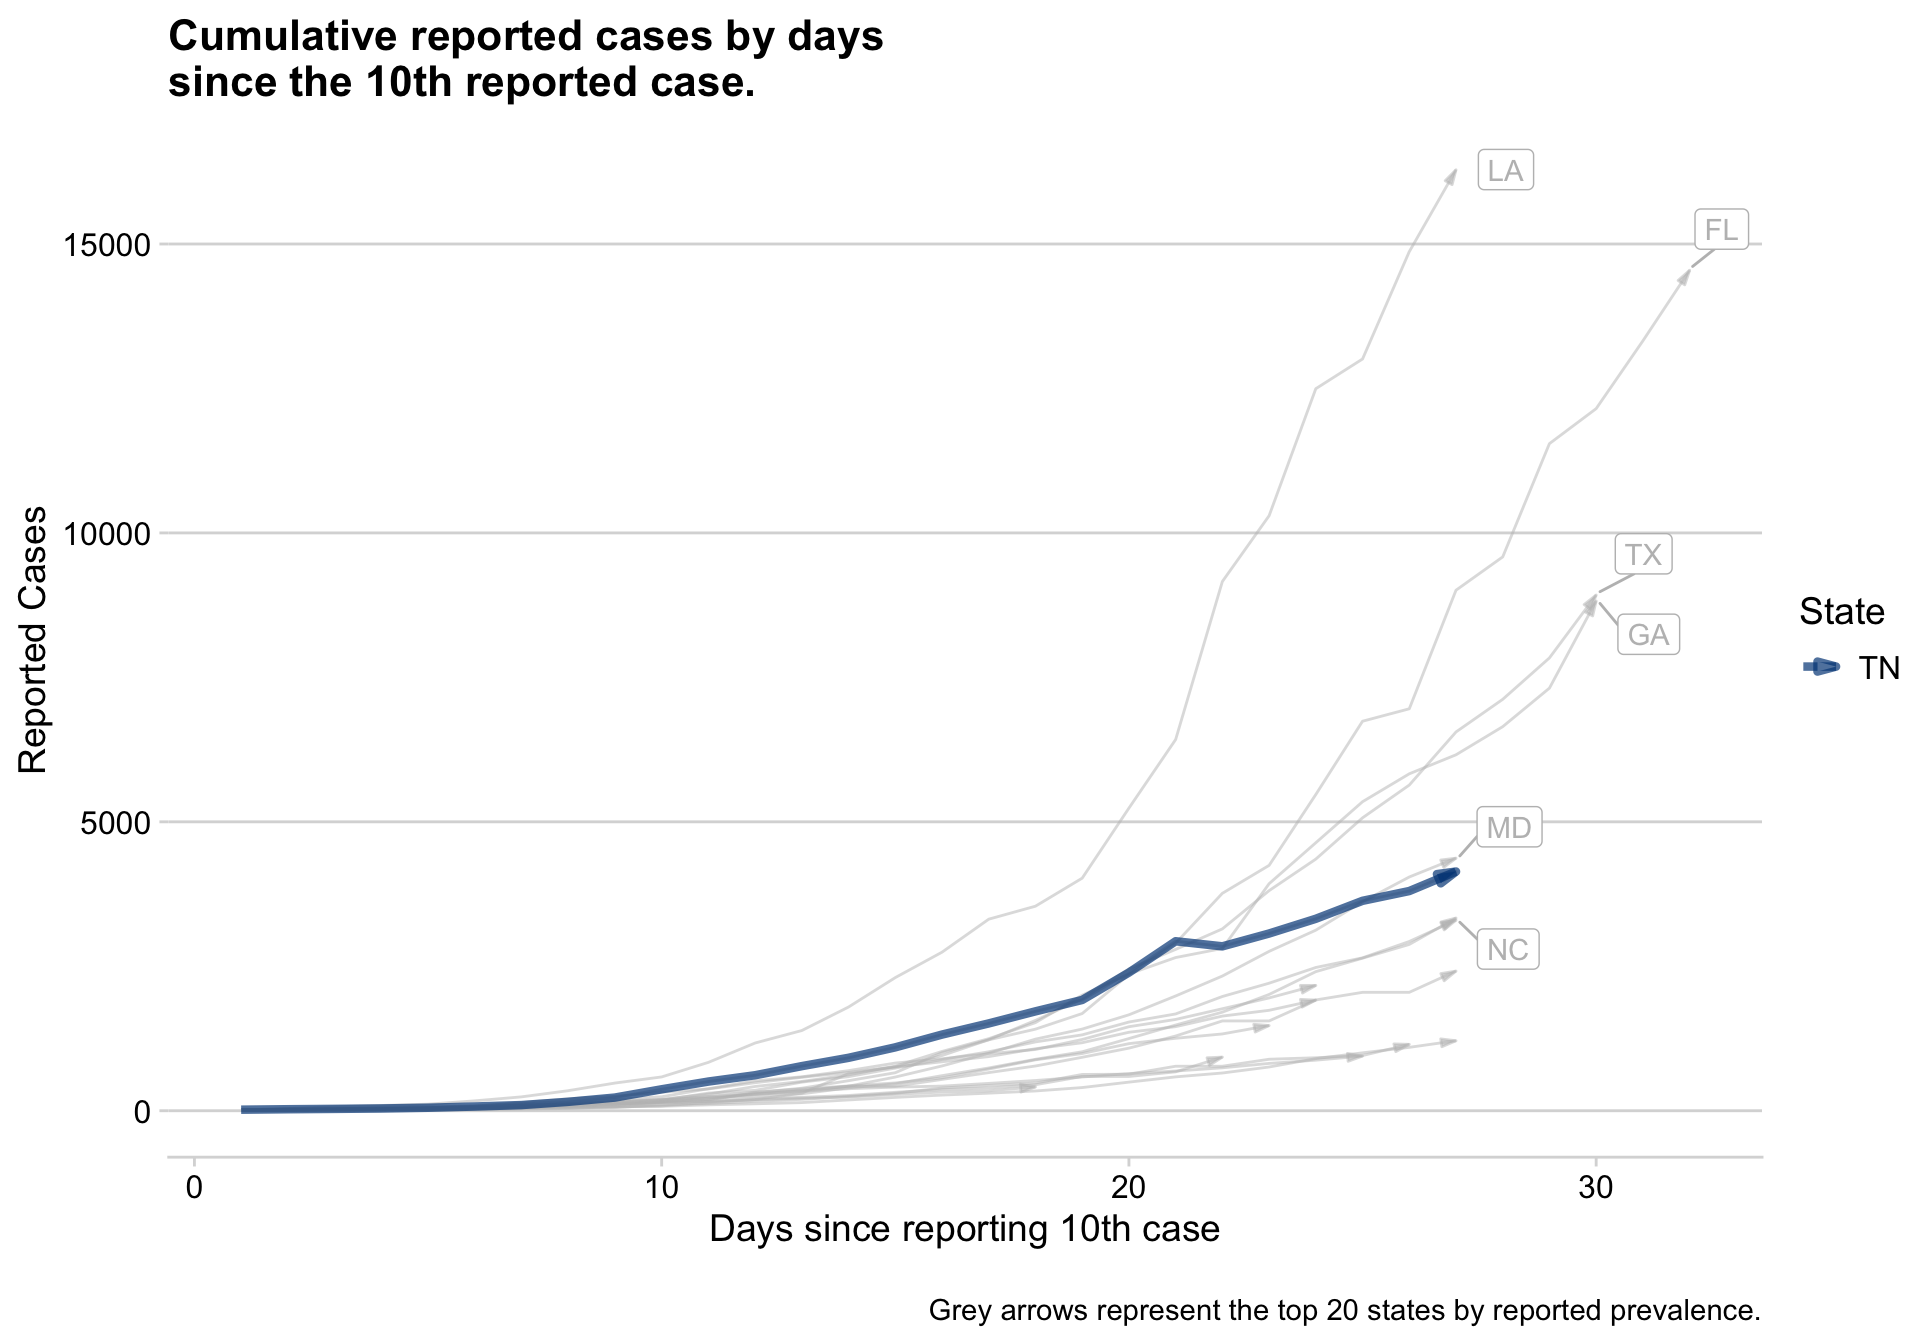 Cumulative reported cases by days
since the 10th reported case.
LA
FL
15000
10000
TX
GA
Reported Cases
State
TN
5000
MD
NC
0
0
10
20
30
Days since reporting 10th case
Grey arrows represent the top 20 states by reported prevalence.